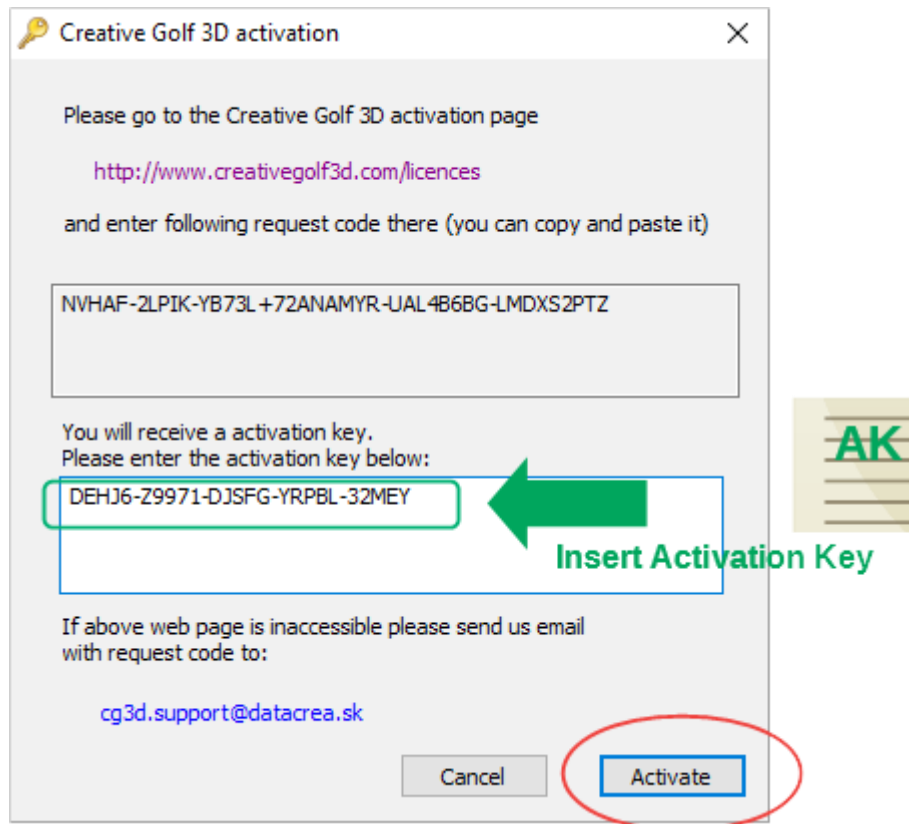 Creative Golf 3D activation
Please go to the Creative Golf 3D activation page
http://www.creativegolf3d.com/licences
and enter following request code there (you can copy and paste it)
NVHAF-2LPIK-YB73L+72ANAMYR-UAL4B6BG-LMDXS2PTZ
You will receive a activation key.
Please enter the activation key below:
DEHJ6-Z9971-DJSFG-YRPBL-32MEY
AK
Insert Activation Key
If above web page is inaccessible please send us email
with request code to:
cg3d.support@datacrea.sk
Cancel
Activate